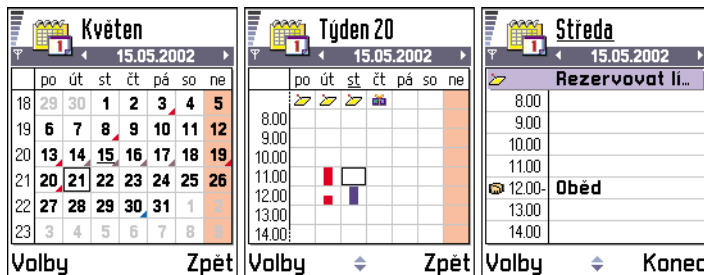 Květen
15.05.2002
po út st čt pá so ne
18 29 30 1 2 3 4 5
19 6 7 8 9 10 11 12
20 13 14 15 16 17 18 19
21 20 21 22 23 24 25 26
22 27 28 29 30 31 1 2
23 3 4 5 6 7 8 9
Volby Zpět
Týden 20
15.05.2002
po út st čt pá so ne
8.00
9.00
10.00
11.00
12.00
13.00
14.00
Volby Zpět
Středa
15.05.2002
Rezervovat lí...
8.00
9.00
10.00
11.00
12.00- Oběd
13.00
14.00
Volby Konec